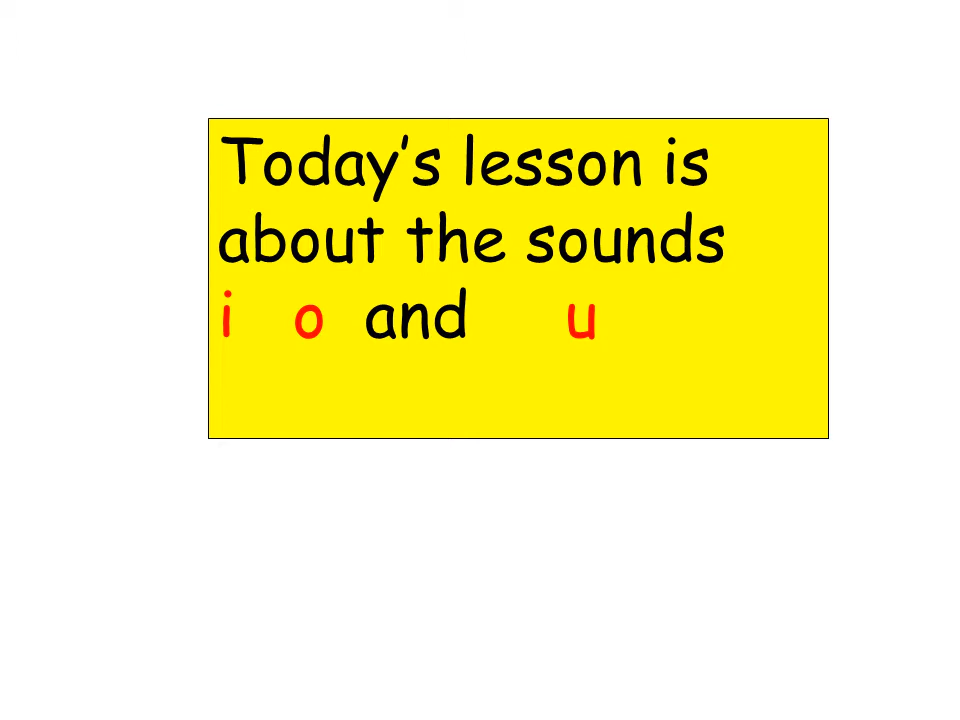 Today’s lesson is
about the sounds
i o and u